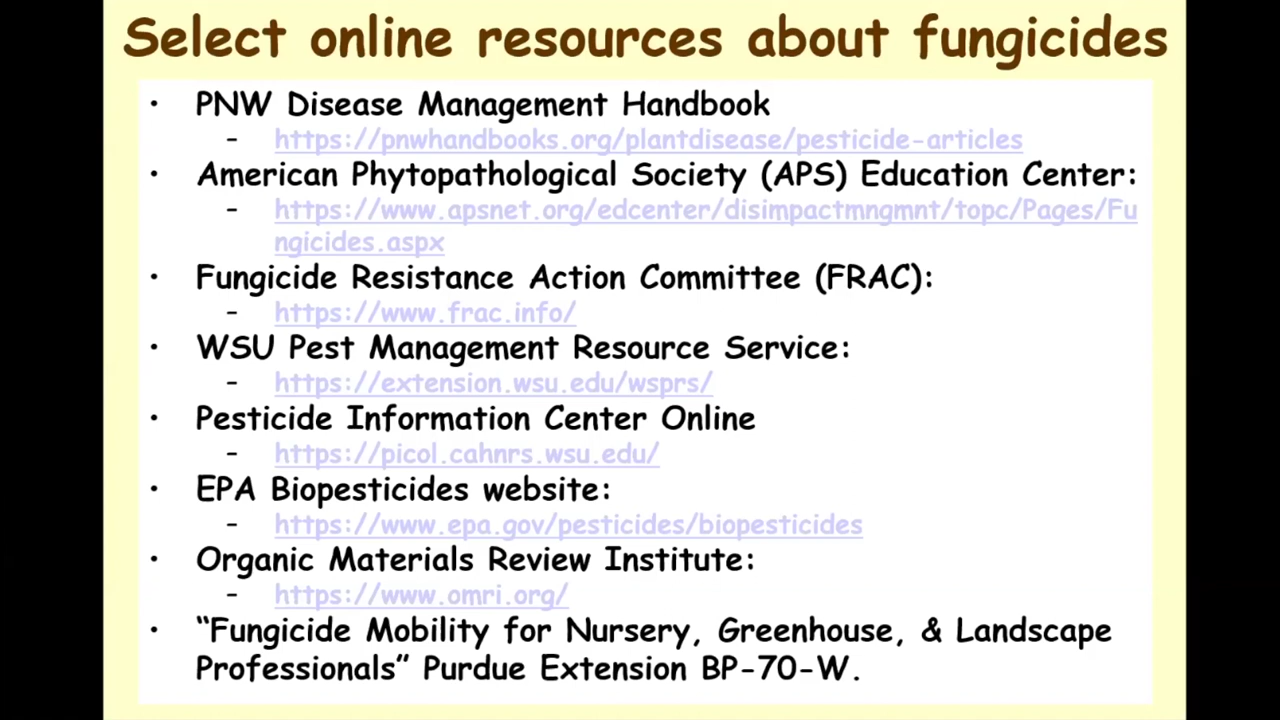 Select online resources about fungicides
• PNW Disease Management Handbook
– https://pnwhandbooks.org/plantdisease/pesticide-articles
• American Phytopathological Society (APS) Education Center:
– https://www.apsnet.org/edcenter/disimpactmngmnt/topc/Pages/Fu
ngicides.aspx
• Fungicide Resistance Action Committee (FRAC):
– https://www.frac.info/
• WSU Pest Management Resource Service:
– https://extension.wsu.edu/wsprs/
• Pesticide Information Center Online
– https://picol.cahnrs.wsu.edu/
• EPA Biopesticides website:
– https://www.epa.gov/pesticides/biopesticides
• Organic Materials Review Institute:
– https://www.omri.org/
• “Fungicide Mobility for Nursery, Greenhouse, & Landscape
Professionals” Purdue Extension BP-70-W.